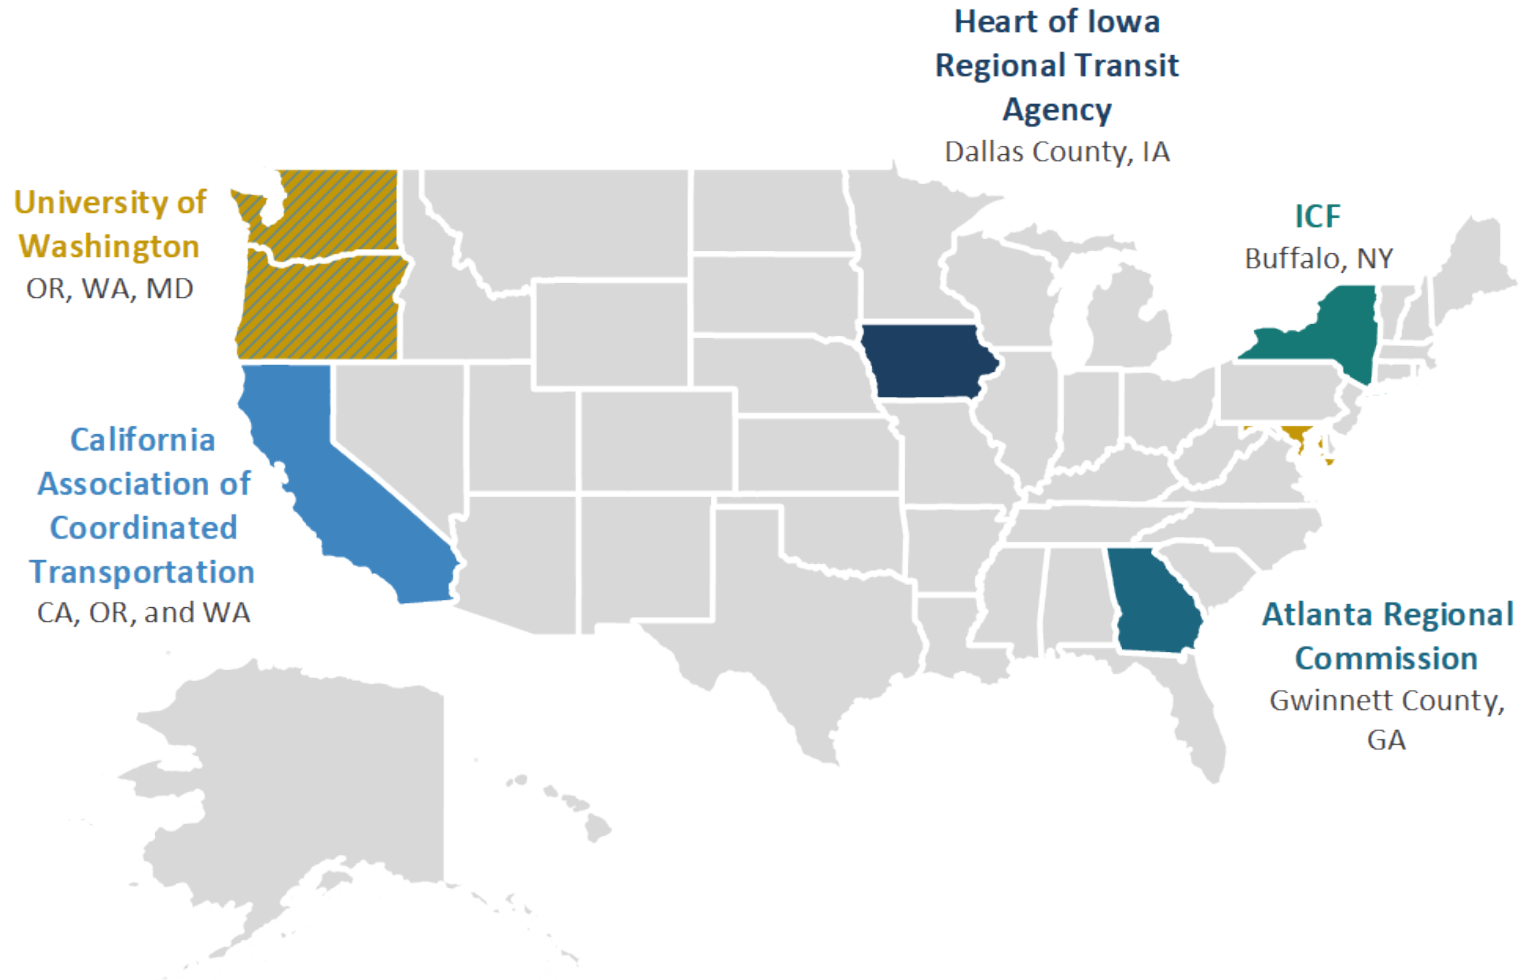 Heart of Iowa
Regional Transit
Agency
Dallas County, IA
University of
Washington
OR, WA, MD
ICF
Buffalo, NY
California
Association of
Coordinated
Transportation
CA, OR, and WA
Atlanta Regional
Commission
Gwinnett County,
GA